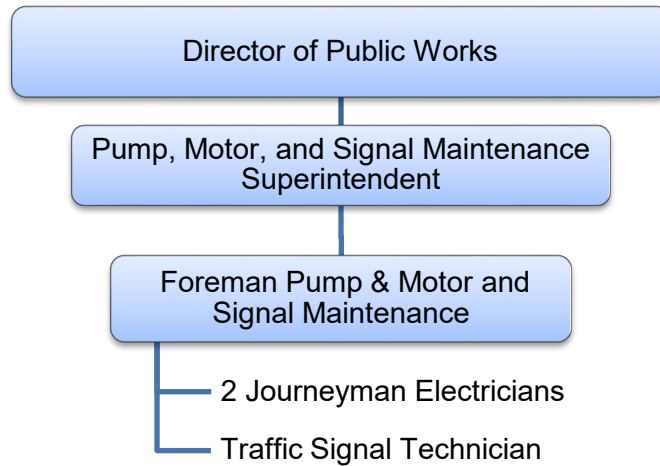 Director of Public Works
Pump, Motor, and Signal Maintenance
Superintendent
Foreman Pump & Motor and
Signal Maintenance
2 Journeyman Electricians
Traffic Signal Technician